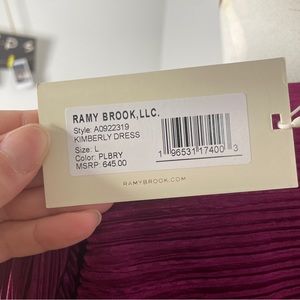 RAMY BROOK,LLC.
Style: A0922319
KIMBERLY DRESS
Size: L
Color: PLBRY
MSRP: 645.00
1 96531 17400 3
RAMYBROOK.COM